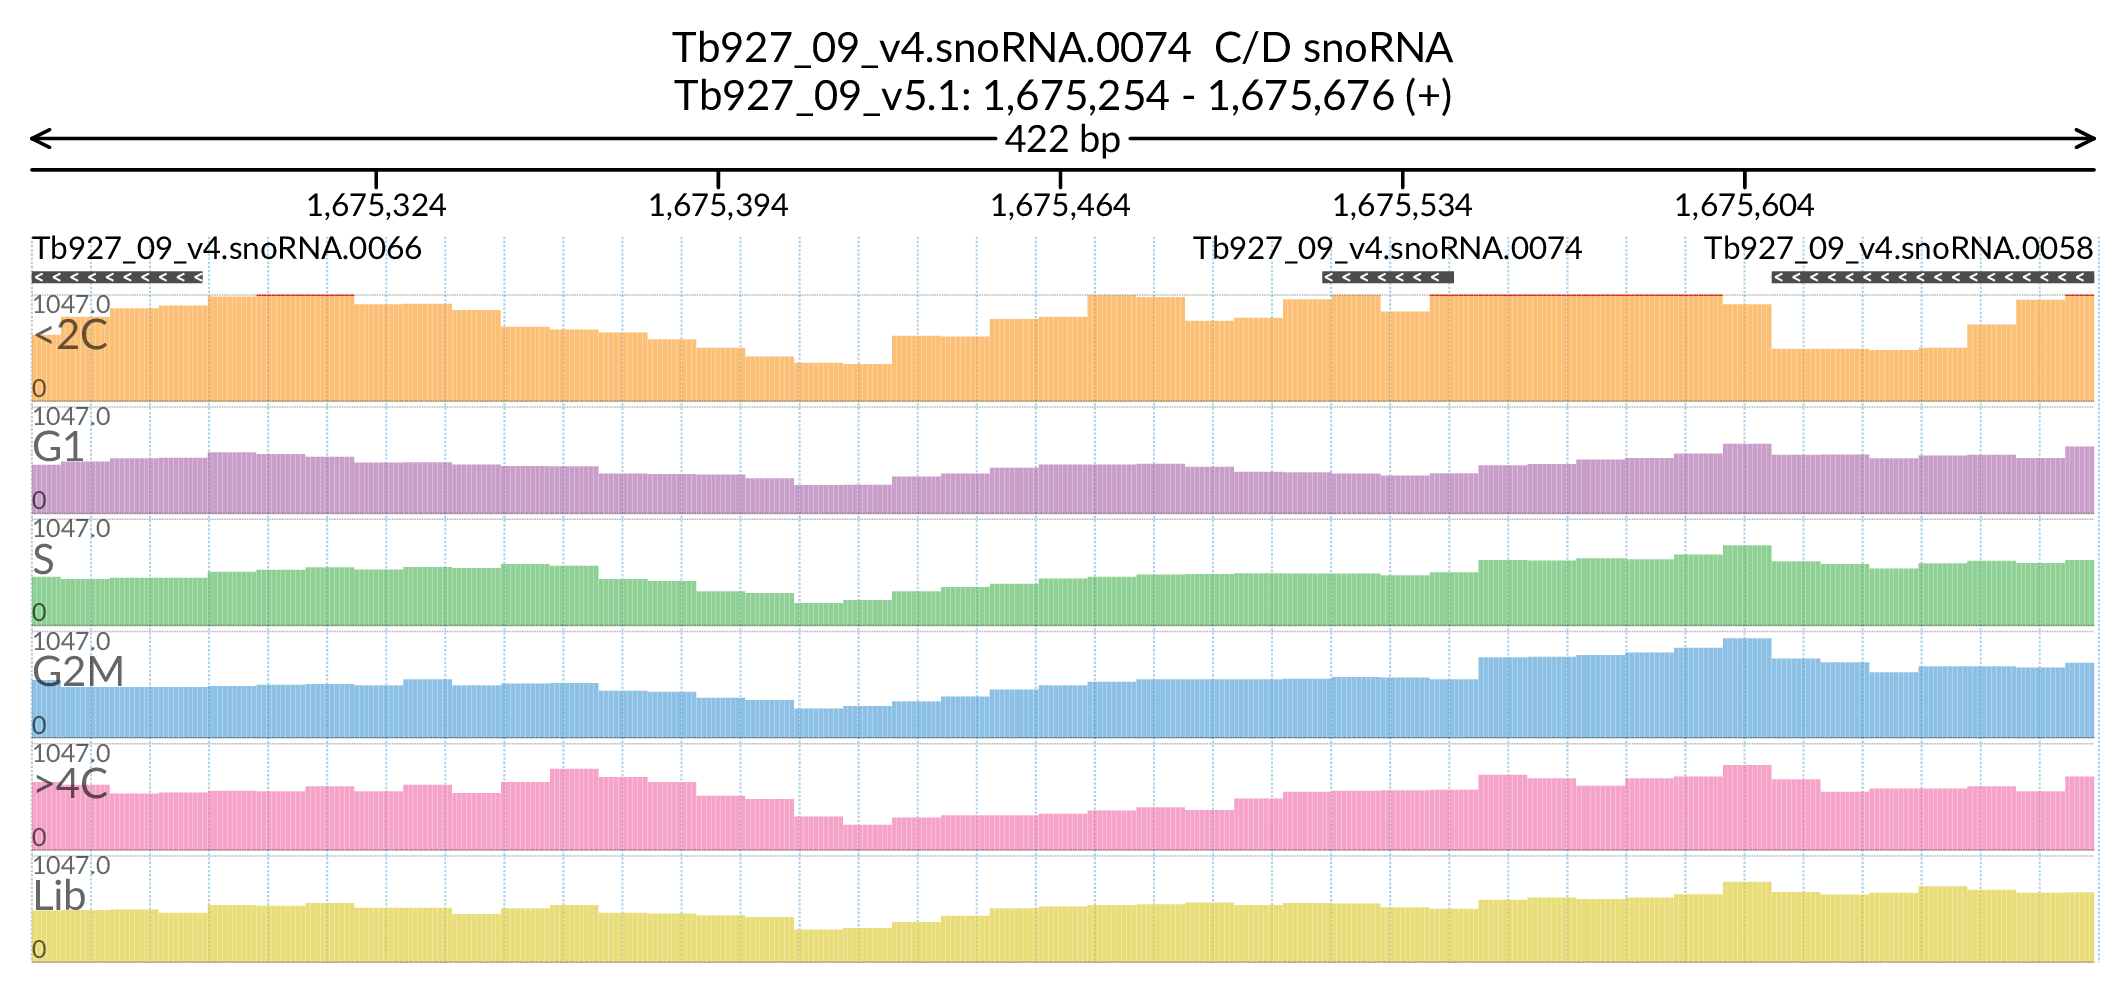 Tb927_09_v4.snoRNA.0074  C/D snoRNA
Tb927_09_v5.1: 1,675,254 - 1,675,676 (+)
422 bp
1,675,324 1,675,394 1,675,464 1,675,534 1,675,604
Tb927_09_v4.snoRNA.0066 Tb927_09_v4.snoRNA.0074 Tb927_09_v4.snoRNA.0058
1047.0
<2C
0
1047.0
G1
0
1047.0
S
0
1047.0
G2M
0
1047.0
>4C
0
1047.0
Lib
0